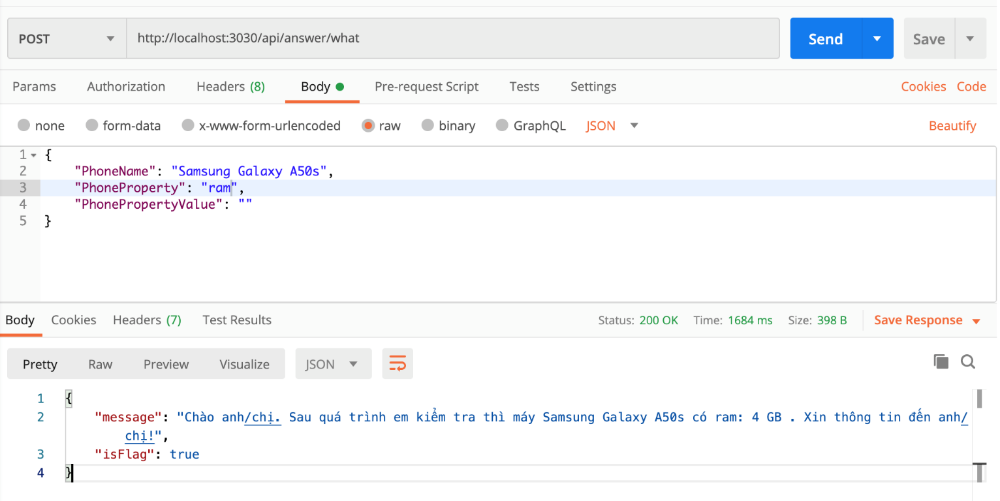 POST http://localhost:3030/api/answer/what Send Save
Params Authorization Headers (8) Body Pre-request Script Tests Settings Cookies Code
none form-data x-www-form-urlencoded raw binary GraphQL JSON Beautify
1 {
2 "PhoneName": "Samsung Galaxy A50s",
3 "PhoneProperty": "ram",
4 "PhonePropertyValue": ""
5 }
Body Cookies Headers (7) Test Results Status: 200 OK Time: 1684 ms Size: 398 B Save Response
Pretty Raw Preview Visualize JSON
1 {
2 "message": "Chào anh/chị. Sau quá trình em kiểm tra thì máy Samsung Galaxy A50s có ram: 4 GB . Xin thông tin đến anh/
chị!",
3 "isFlag": true
4 }